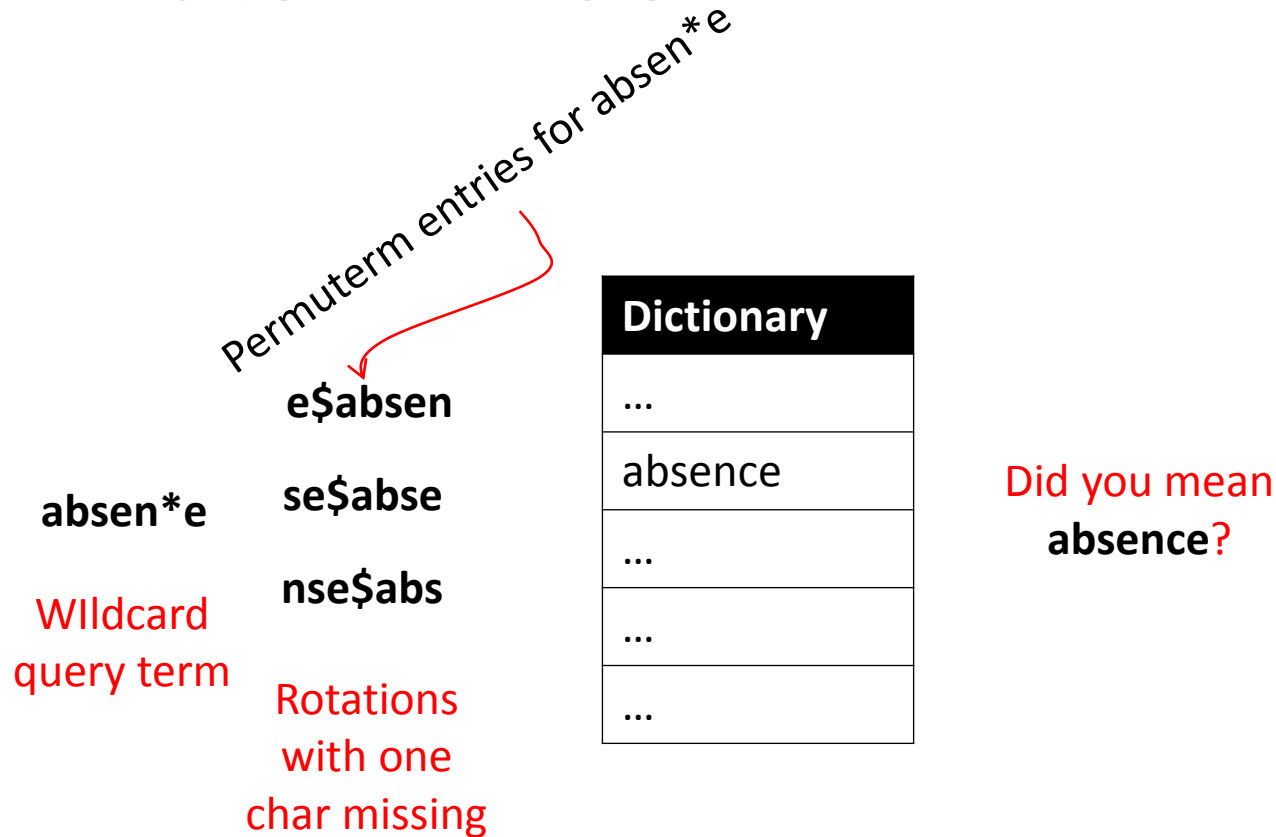 Permuterm entries for absen*e
absen*e
WIldcard
query term
e$absen
se$abse
nse$abs
Rotations
with one
char missing
Dictionary
...
absence
...
...
...
Did you mean
absence?